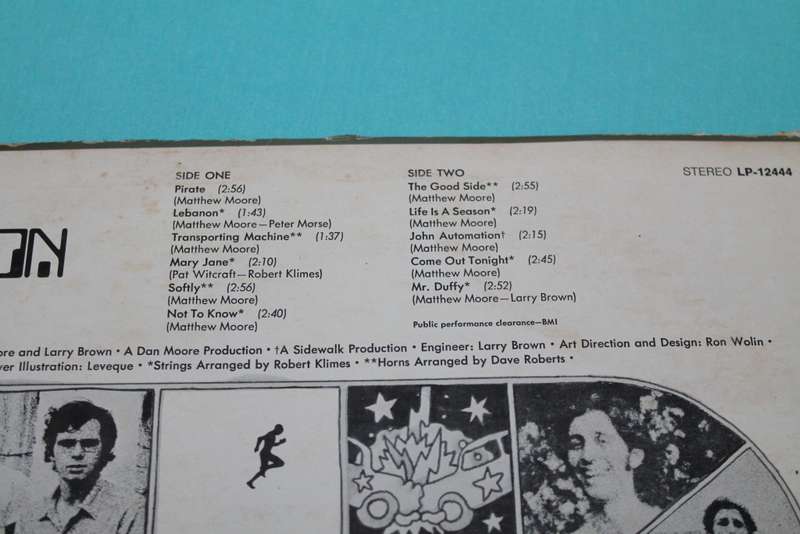 SIDE ONE
Pirate (2:56)
(Matthew Moore)
Lebanon* (1:43)
(Matthew Moore—Peter Morse)
Transporting Machine** (1:37)
(Matthew Moore)
Mary Jane* (2:10)
(Pat Witcraft—Robert Klimes)
Softly** (2:56)
(Matthew Moore)
Not To Know* (2:40)
(Matthew Moore)
SIDE TWO
The Good Side** (2:55)
(Matthew Moore)
Life Is A Season* (2:19)
(Matthew Moore)
John Automation† (2:15)
(Matthew Moore)
Come Out Tonight* (2:45)
(Matthew Moore)
Mr. Duffy* (2:52)
(Matthew Moore—Larry Brown)
Public performance clearance—BMI
STEREO LP-12444
and Larry Brown • A Dan Moore Production • †A Sidewalk Production • Engineer: Larry Brown • Art Direction and Design: Ron Wolin •
Illustration: Leveque • *Strings Arranged by Robert Klimes • **Horns Arranged by Dave Roberts •